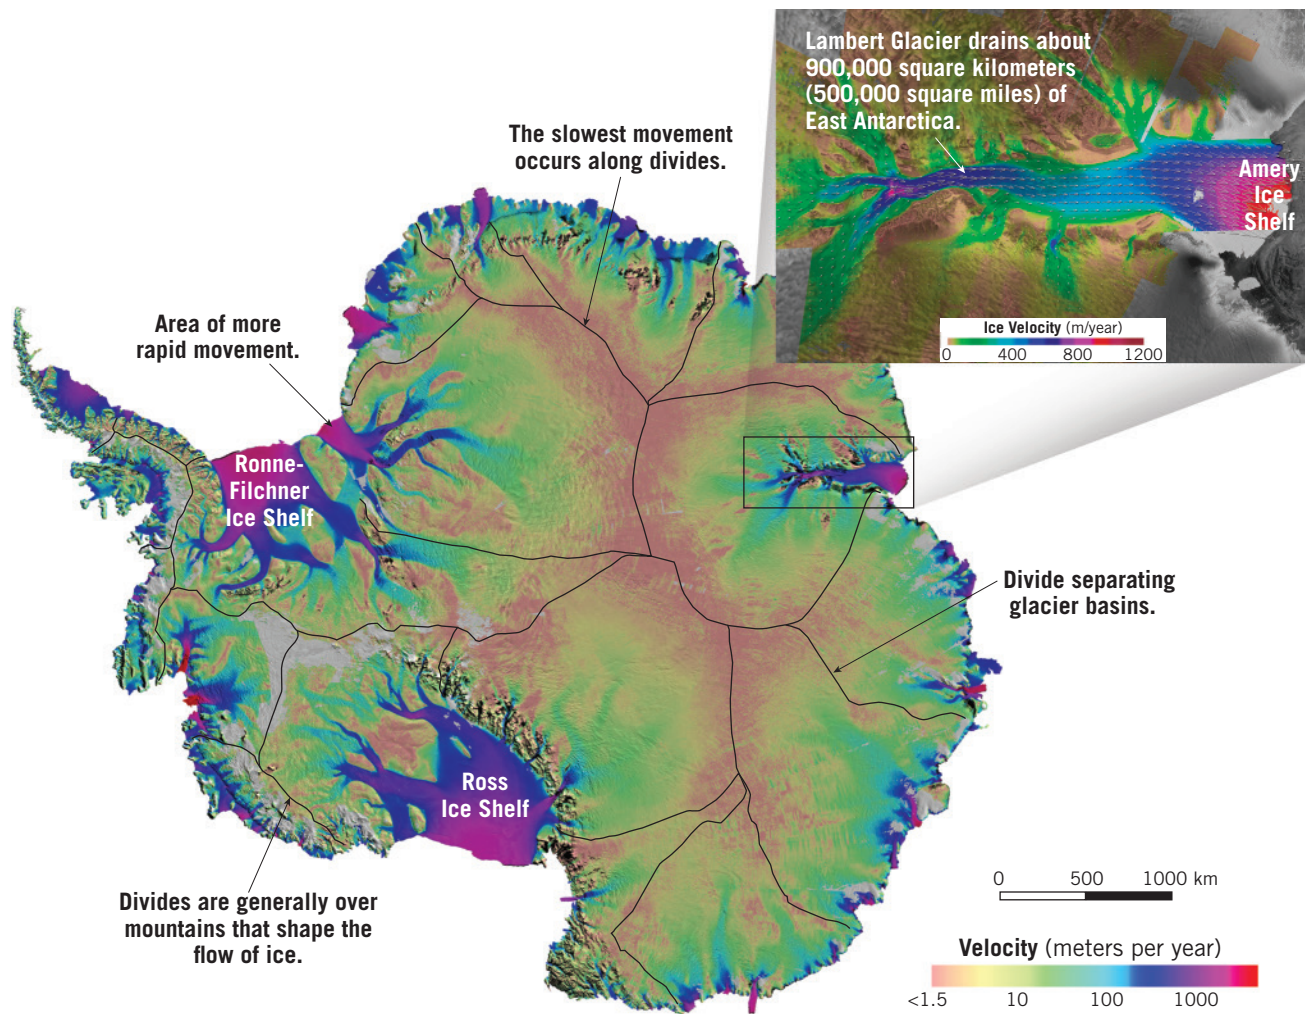 Lambert Glacier drains about
900,000 square kilometers
(500,000 square miles) of
East Antarctica.
Amery
Ice
Shelf
Ice Velocity (m/year)
0 400 800 1200
The slowest movement
occurs along divides.
Area of more
rapid movement.
Ronne-
Filchner
Ice Shelf
Divide separating
glacier basins.
Ross
Ice Shelf
Divides are generally over
mountains that shape the
flow of ice.
0 500 1000 km
Velocity (meters per year)
<1.5 10 100 1000